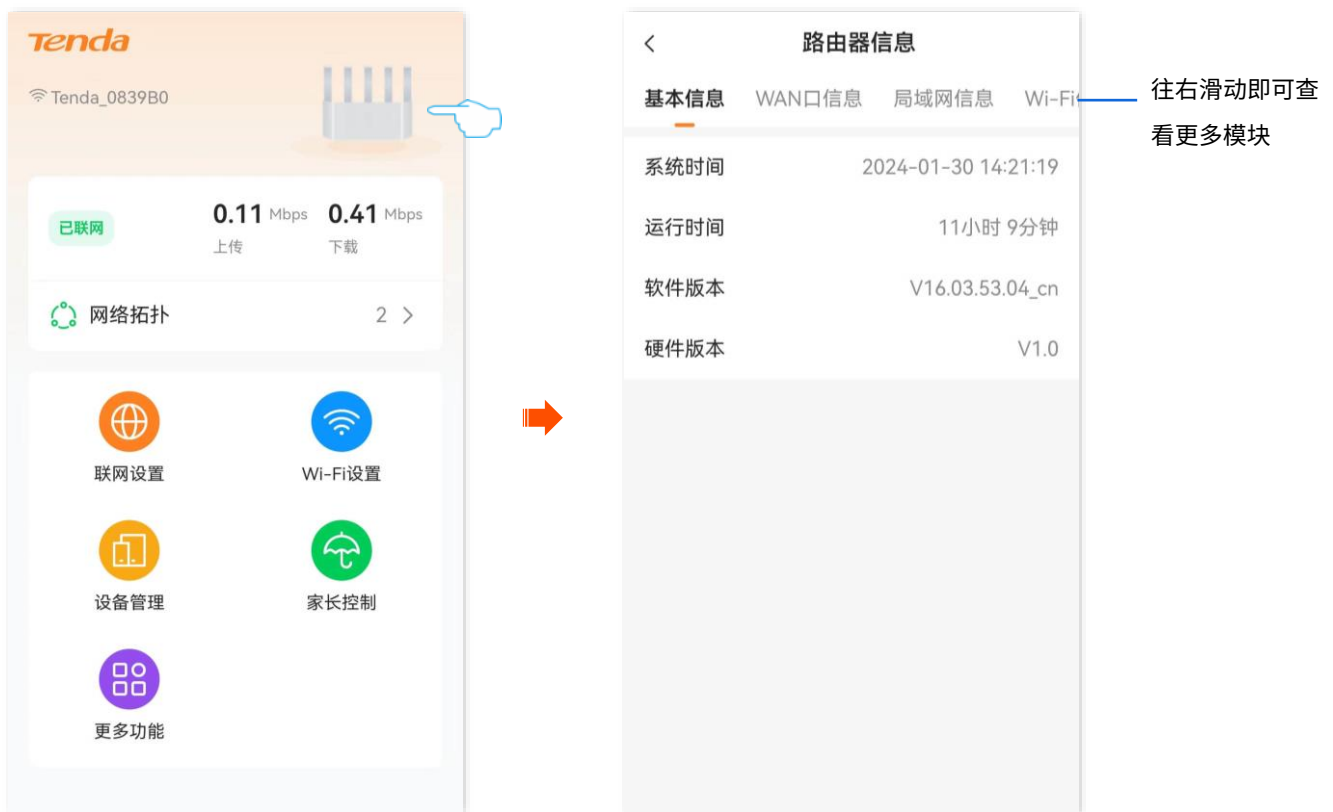 Tenda
Tenda_0839B0
已联网
0.11 Mbps 0.41 Mbps
上传 下载
网络拓扑 2
联网设置 Wi-Fi设置
设备管理 家长控制
更多功能
路由器信息
基本信息 WAN口信息 局域网信息 Wi-Fi
系统时间 2024-01-30 14:21:19
运行时间 11小时 9分钟
软件版本 V16.03.53.04_cn
硬件版本 V1.0
往右滑动即可查
看更多模块